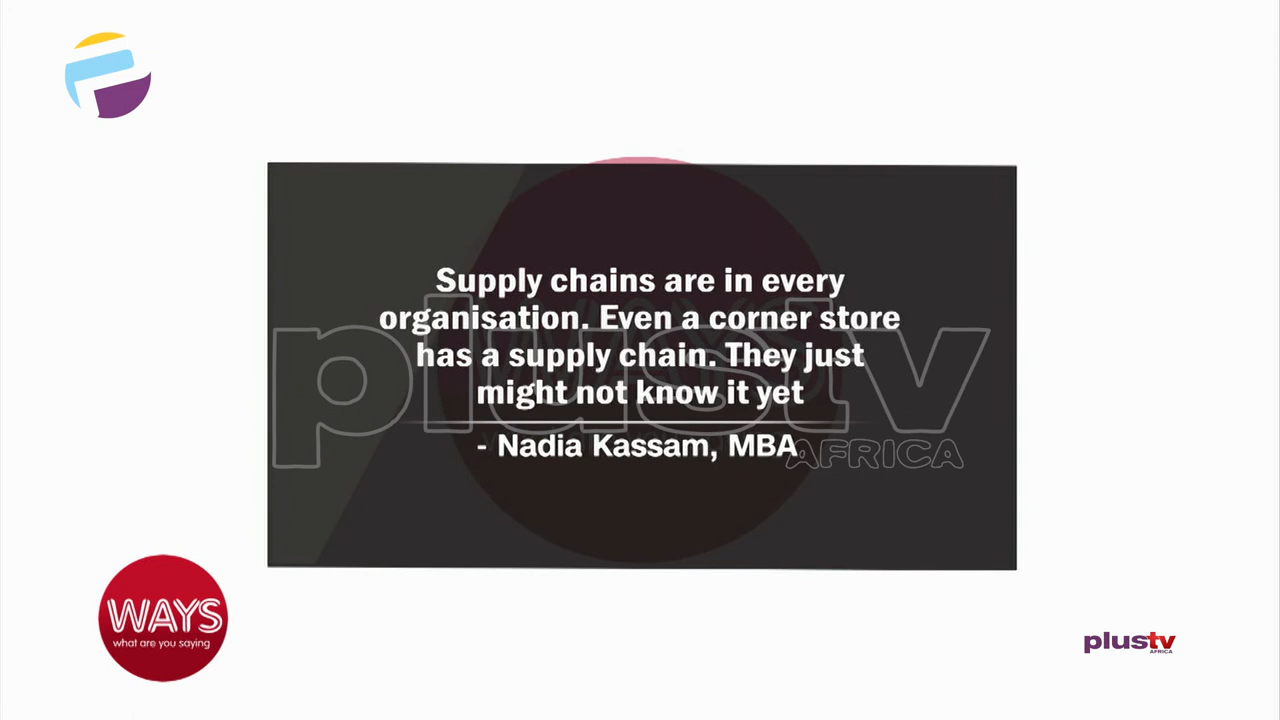 Supply chains are in every
organisation. Even a corner store
has a supply chain. They just
might not know it yet
- Nadia Kassam, MBA
plustv
AFRICA
WAYS
what are you saying
plustv
AFRICA